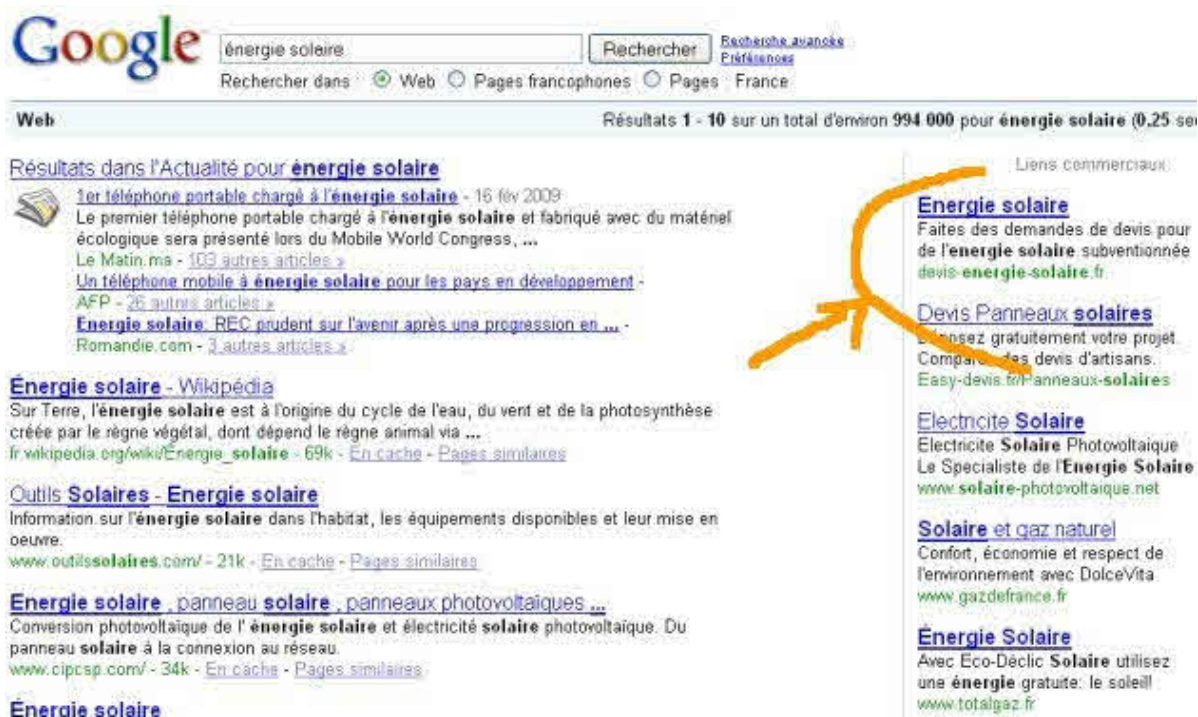 Google
énergie solaire
Rechercher
Recherche avancée
Préférences
Rechercher dans : Web Pages francophones Pages : France
Web
Résultats 1 - 10 sur un total d'environ 994 000 pour énergie solaire (0,25 sec
Résultats dans l'Actualité pour énergie solaire
1er téléphone portable chargé à l'énergie solaire - 16 fév 2009
Le premier téléphone portable chargé à l'énergie solaire et fabriqué avec du matériel
écologique sera présenté lors du Mobile World Congress, ...
Le Matin.ma - 103 autres articles »
Un téléphone mobile à énergie solaire pour les pays en développement -
AFP - 26 autres articles »
Energie solaire: REC prudent sur l'avenir après une progression en ... -
Romandie.com - 3 autres articles »
Énergie solaire - Wikipédia
Sur Terre, l'énergie solaire est à l'origine du cycle de l'eau, du vent et de la photosynthèse
créée par le règne végétal, dont dépend le règne animal via ...
fr.wikipedia.org/wiki/Énergie_solaire - 69k - En cache - Pages similaires
Outils Solaires - Energie solaire
Information sur l'énergie solaire dans l'habitat, les équipements disponibles et leur mise en
oeuvre.
www.outilssolaires.com/ - 21k - En cache - Pages similaires
Energie solaire , panneau solaire , panneaux photovoltaïques ...
Conversion photovoltaïque de l' énergie solaire et électricité solaire photovoltaïque. Du
panneau solaire à la connexion au réseau.
www.cipcsp.com/ - 34k - En cache - Pages similaires
Énergie solaire
Liens commerciaux
Energie solaire
Faites des demandes de devis pour
de l'energie solaire subventionnée
devis-energie-solaire.fr
Devis Panneaux solaires
gratuitement votre projet.
des devis d'artisans.
Easy-devis.fr/Panneaux-solaires
Electricite Solaire
Electricite Solaire Photovoltaique
Le Specialiste de l'Energie Solaire
www.solaire-photovoltaique.net
Solaire et gaz naturel
Confort, économie et respect de
l'environnement avec DolceVita
www.gazdefrance.fr
Énergie Solaire
Avec Eco-Déclic Solaire utilisez
une énergie gratuite: le soleil!
www.totalgaz.fr